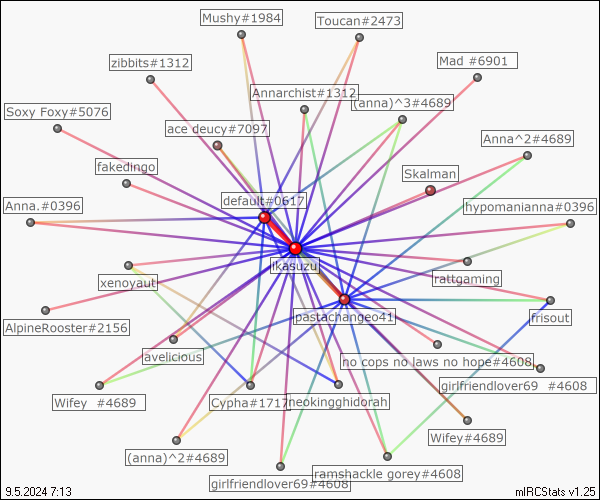 Mushy#1984
Toucan#2473
zibbits#1312
Mad #6901
Annarchist#1312
(anna)^3#4689
Soxy Foxy#5076
ace deucy#7097
Anna^2#4689
fakedingo
Skalman
Anna.#0396
default#0617
hypomanianna#0396
ikasuzu
rattgaming
xenoyaut
pastachangeo41
frisout
AlpineRooster#2156
avelicious
no cops no laws no hope#4608
girlfriendlover69 #4608
Wifey #4689
Cypha#1717
neokingghidorah
Wifey#4689
(anna)^2#4689
girlfriendlover69#4608
ramshackle gorey#4608
9.5.2024 7:13
mIRCStats v1.25